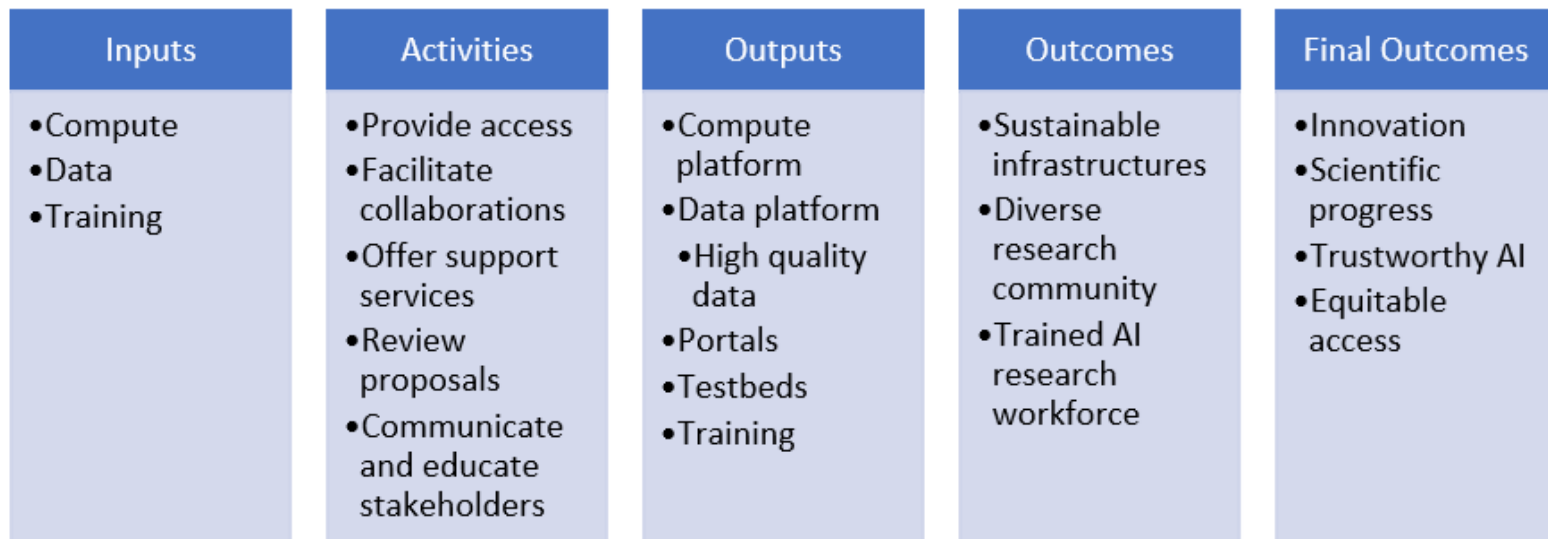 Inputs
•Compute
•Data
•Training
Activities
•Provide access
•Facilitate
collaborations
•Offer support
services
•Review
proposals
•Communicate
and educate
stakeholders
Outputs
•Compute
platform
•Data platform
•High quality
data
•Portals
•Testbeds
•Training
Outcomes
•Sustainable
infrastructures
•Diverse
research
community
•Trained AI
research
workforce
Final Outcomes
•Innovation
•Scientific
progress
•Trustworthy AI
•Equitable
access